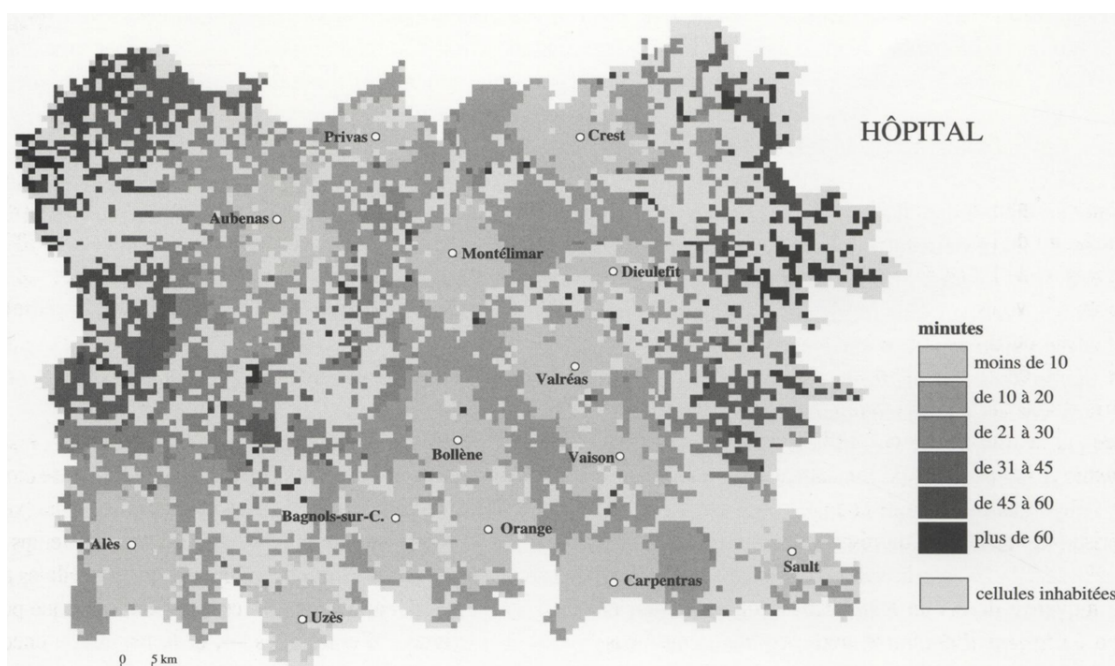 HÔPITAL
Privas
Crest
Aubenas
Montélimar
Dieulefit
Valréas
Bollène
Vaison
Bagnols-sur-C.
Orange
Alès
Carpentras
Sault
Uzès
minutes
moins de 10
de 10 à 20
de 21 à 30
de 31 à 45
de 45 à 60
plus de 60
cellules inhabitées
0 5 km